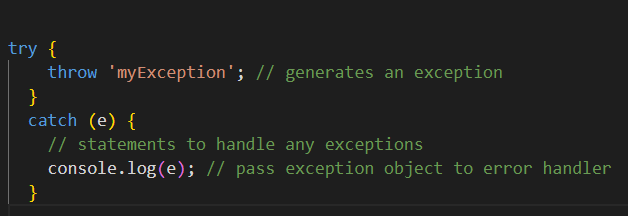 try {
    throw 'myException'; // generates an exception
  }
  catch (e) {
    // statements to handle any exceptions
    console.log(e); // pass exception object to error handler
  }